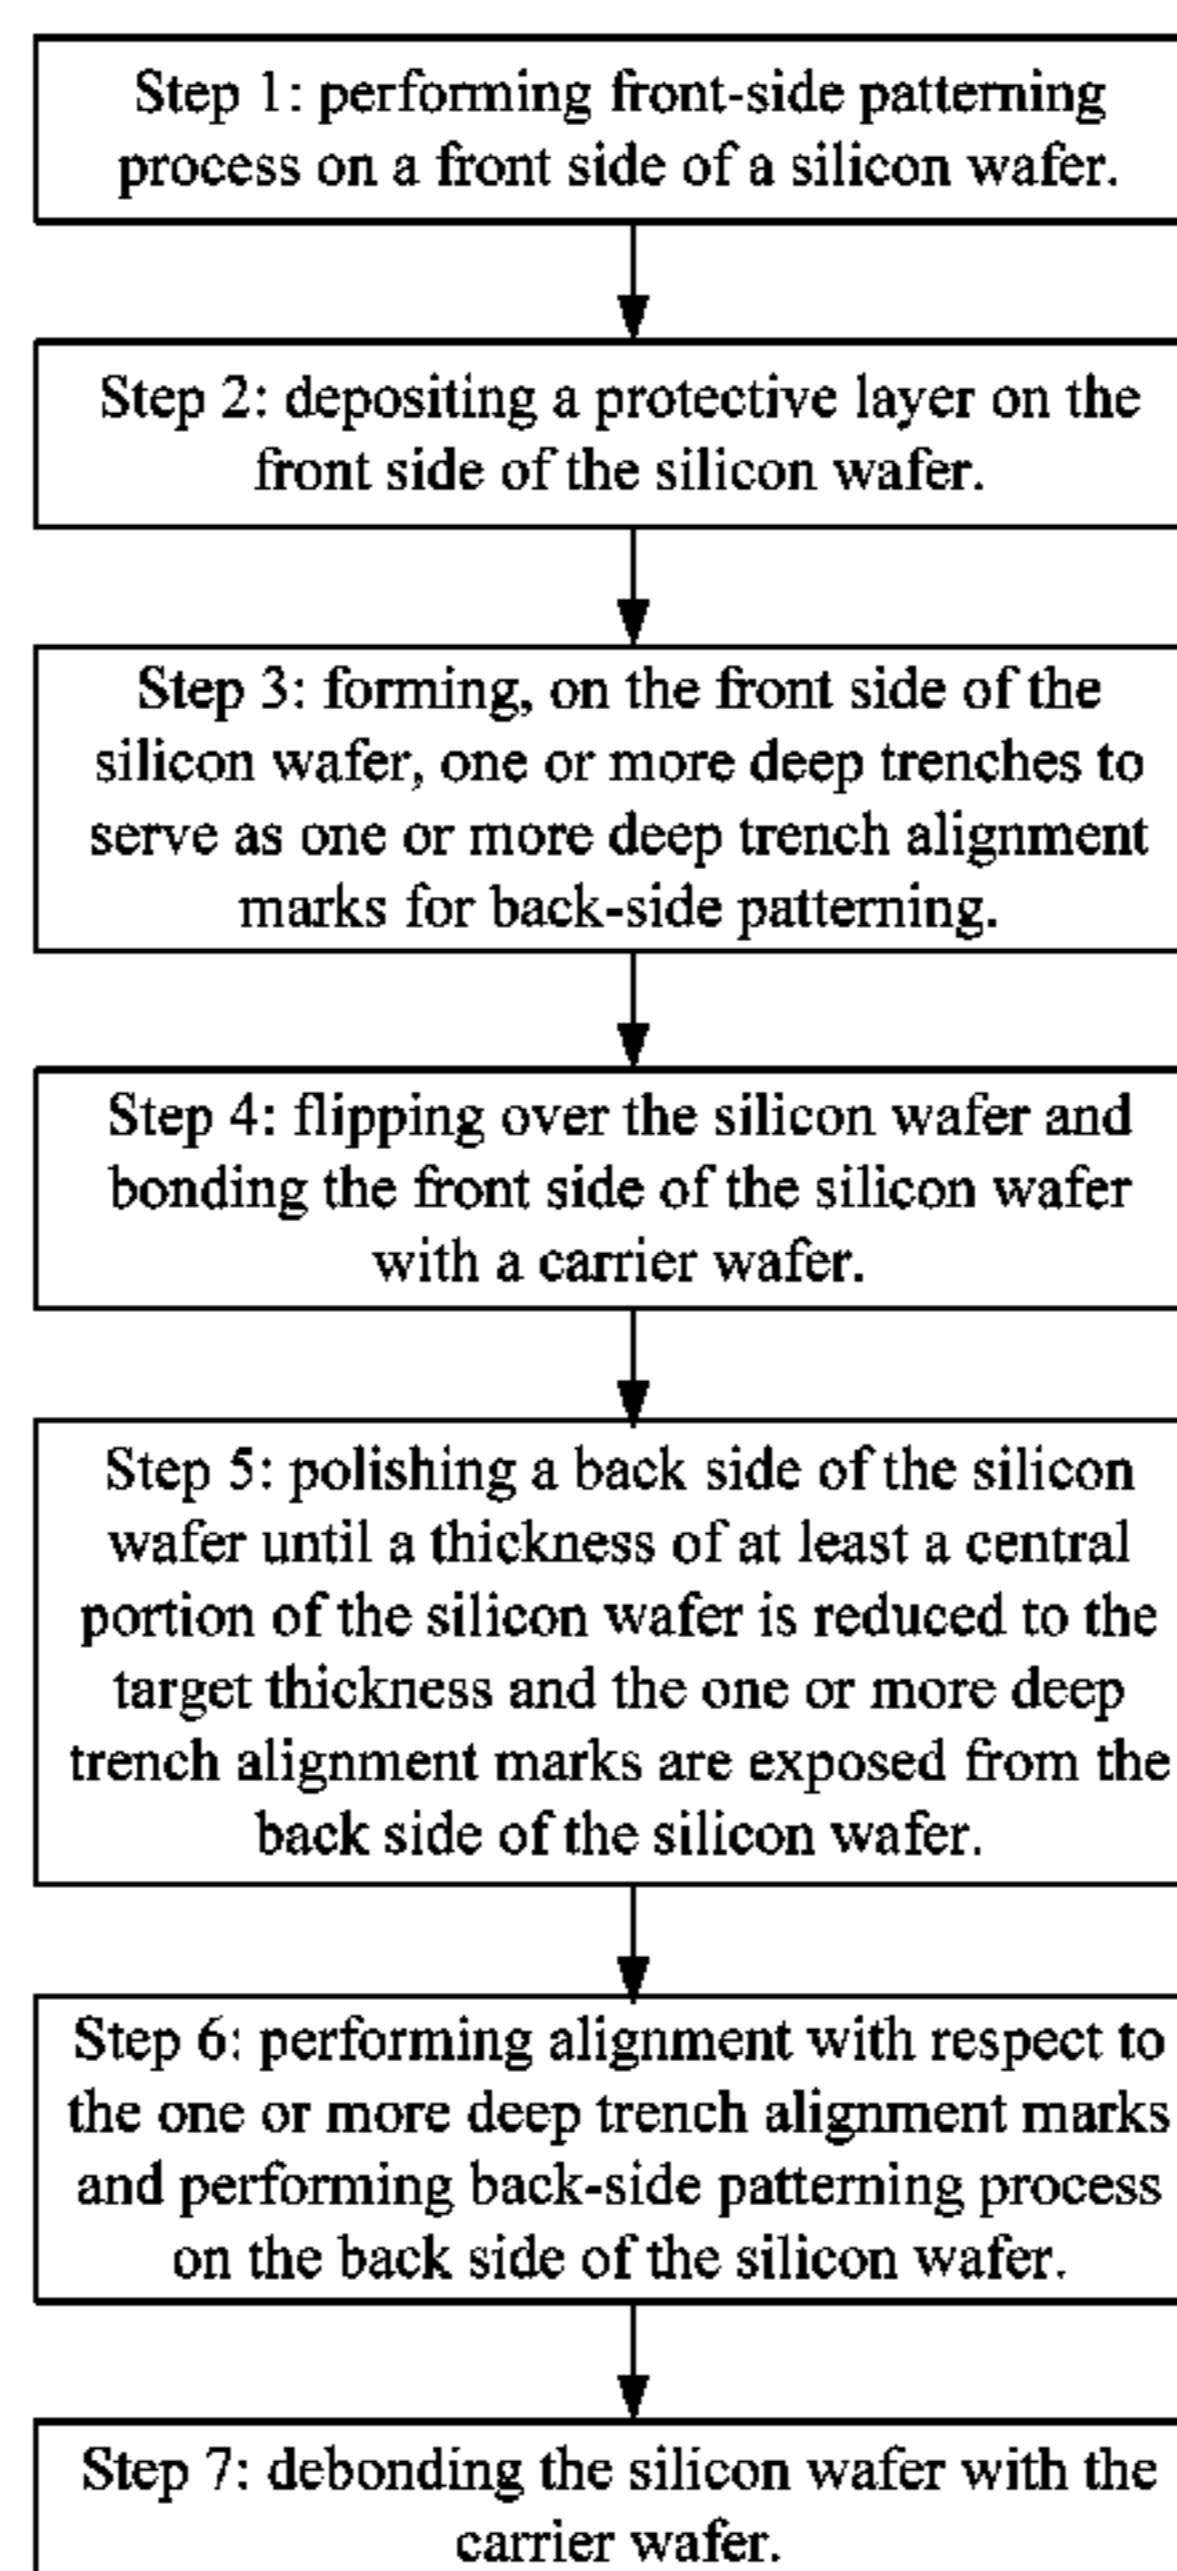 Step 1: performing front-side patterning
process on a front side of a silicon wafer.
Step 2: depositing a protective layer on the
front side of the silicon wafer.
Step 3: forming, on the front side of the
silicon wafer, one or more deep trenches to
serve as one or more deep trench alignment
marks for back-side patterning.
Step 4: flipping over the silicon wafer and
bonding the front side of the silicon wafer
with a carrier wafer.
Step 5: polishing a back side of the silicon
wafer until a thickness of at least a central
portion of the silicon wafer is reduced to the
target thickness and the one or more deep
trench alignment marks are exposed from the
back side of the silicon wafer.
Step 6: performing alignment with respect to
the one or more deep trench alignment marks
and performing back-side patterning process
on the back side of the silicon wafer.
Step 7: debonding the silicon wafer with the
carrier wafer.